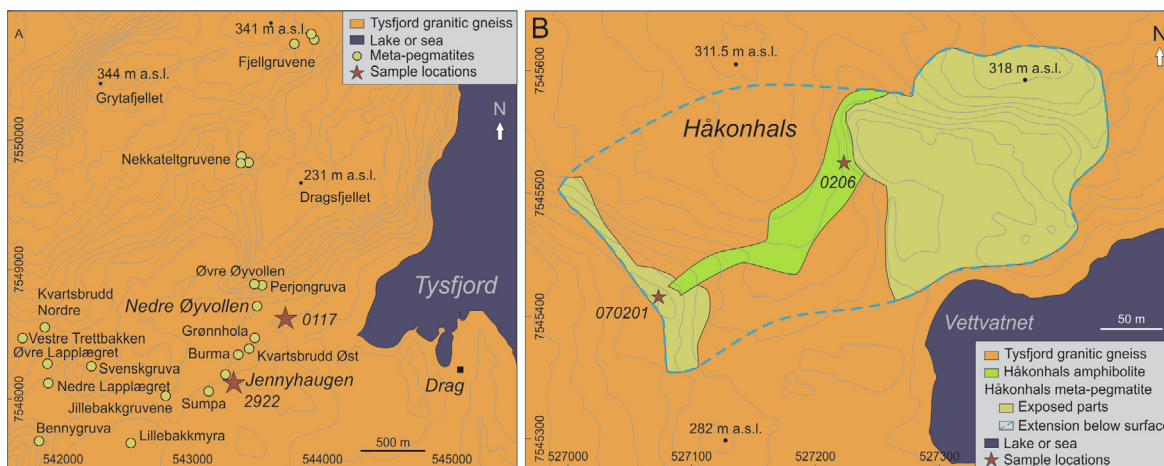 A
341 m a.s.l.
Fjellgruvene
344 m a.s.l.
Grytafjellet
Tysfjord granitic gneiss
Lake or sea
Meta-pegmatites
Sample locations
N
7550000
Nekkateltgruvene
231 m a.s.l.
Dragsfjellet
7549000
Øvre Øyvollen
Perjongruva
Tysfjord
Kvartsbrudd
Nordre
Nedre Øyvollen
0117
Vestre Trettbakken
Grønnhola
Øvre Lapplægret
Burma
Kvartsbrudd Øst
Svenskgruva
Nedre Lapplægret
Jennyhaugen
Drag
7548000
Jillebakkgruvene
Sumpa
2922
Bennygruva
Lillebakkmyra
500 m
542000
543000
544000
545000
B
N
7545600
311.5 m a.s.l.
318 m a.s.l.
Håkonhals
7545500
0206
070201
7545400
Vettvatnet
50 m
Tysfjord granitic gneiss
Håkonhals amphibolite
Håkonhals meta-pegmatite
Exposed parts
Extension below surface
Lake or sea
Sample locations
7545300
282 m a.s.l.
527000
527100
527200
527300